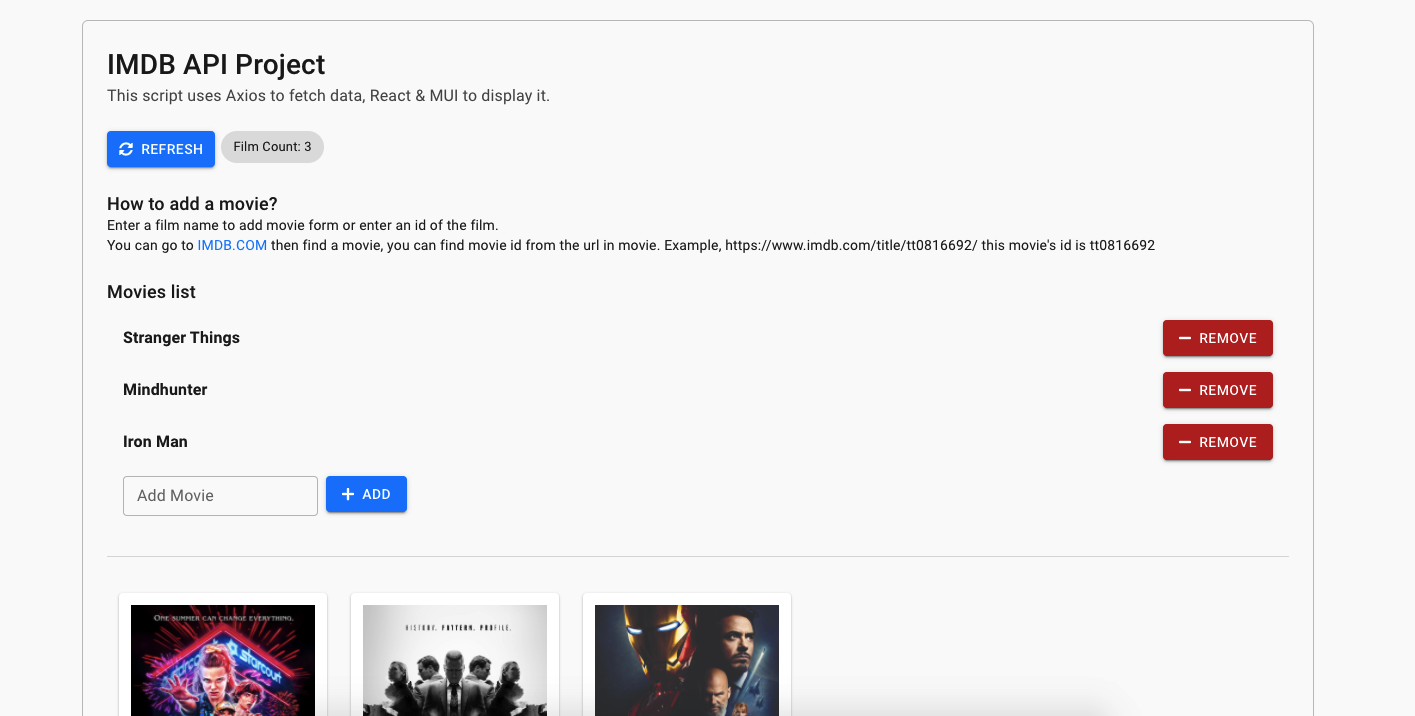 IMDB API Project
This script uses Axios to fetch data, React & MUI to display it.
REFRESH
Film Count: 3
How to add a movie?
Enter a film name to add movie form or enter an id of the film.
You can go to IMDB.COM then find a movie, you can find movie id from the url in movie. Example, https://www.imdb.com/title/tt0816692/ this movie's id is tt0816692
Movies list
Stranger Things
REMOVE
Mindhunter
REMOVE
Iron Man
REMOVE
Add Movie
ADD
ONE SUMMER CAN CHANGE EVERYTHING.
HISTORY. PATTERN. PROFILE.
starcourt